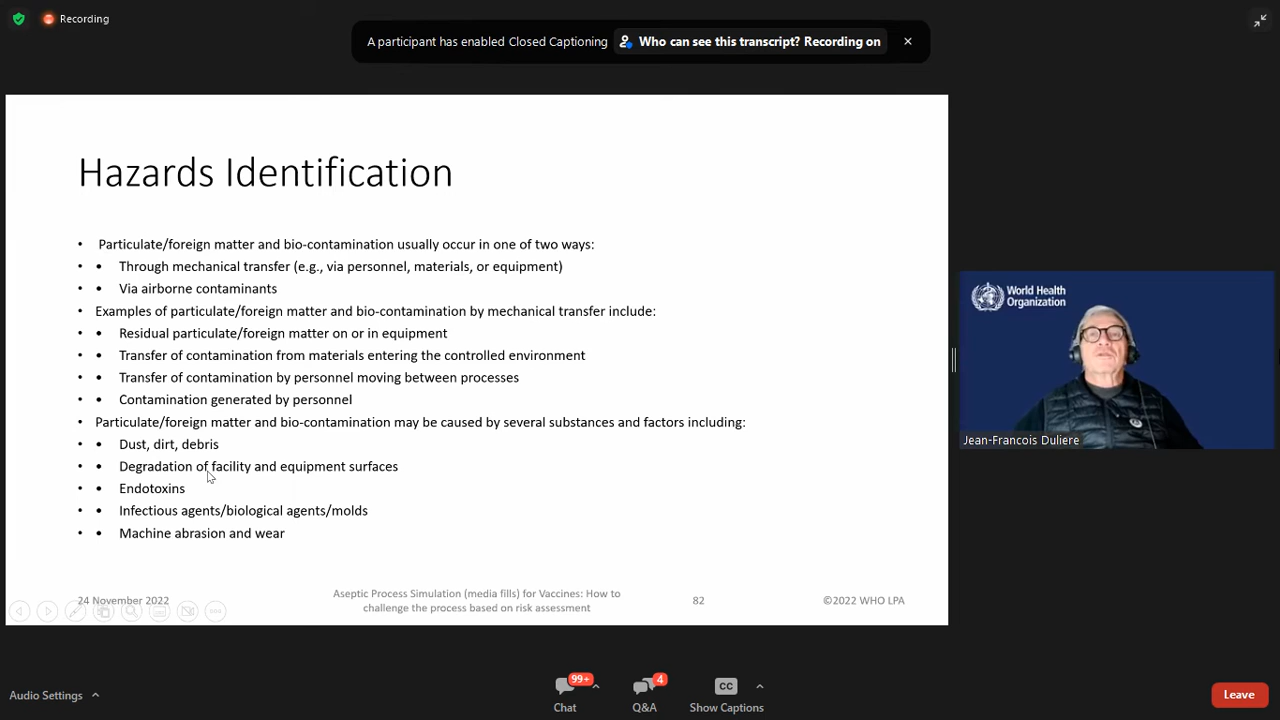 Recording
A participant has enabled Closed Captioning Who can see this transcript? Recording on
Hazards Identification
• Particulate/foreign matter and bio-contamination usually occur in one of two ways:
• • Through mechanical transfer (e.g., via personnel, materials, or equipment)
• • Via airborne contaminants
• Examples of particulate/foreign matter and bio-contamination by mechanical transfer include:
• • Residual particulate/foreign matter on or in equipment
• • Transfer of contamination from materials entering the controlled environment
• • Transfer of contamination by personnel moving between processes
• • Contamination generated by personnel
• Particulate/foreign matter and bio-contamination may be caused by several substances and factors including:
• • Dust, dirt, debris
• • Degradation of facility and equipment surfaces
• • Endotoxins
• • Infectious agents/biological agents/molds
• • Machine abrasion and wear
24 November 2022
Aseptic Process Simulation (media fills) for Vaccines: How to
challenge the process based on risk assessment
82
©2022 WHO LPA
World Health
Organization
Jean-Francois Duliere
Audio Settings
99+
Chat
4
Q&A
CC
Show Captions
Leave